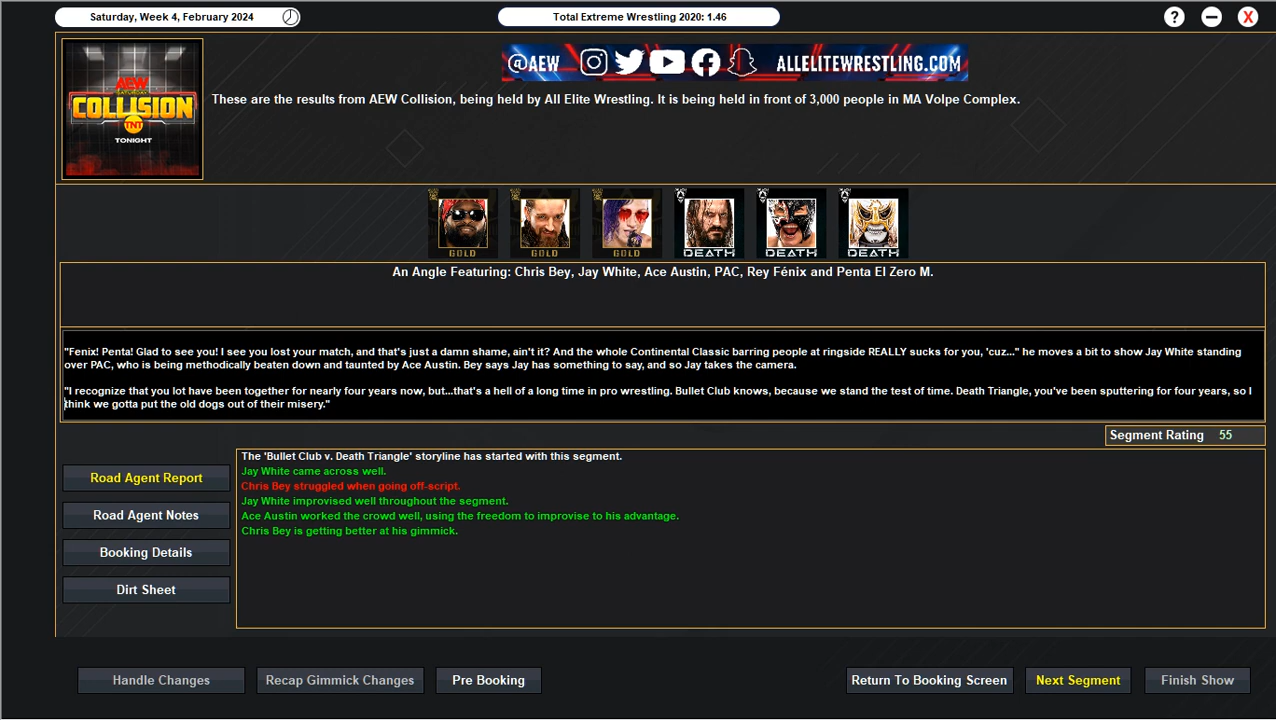 Saturday, Week 4, February 2024
Total Extreme Wrestling 2020: 1.46
?
X
AEW
SATURDAY
COLLISION
TNT
TONIGHT
@AEW
ALLELITEWRESTLING.COM
These are the results from AEW Collision, being held by All Elite Wrestling. It is being held in front of 3,000 people in MA Volpe Complex.
GOLD
GOLD
GOLD
DEATH
DEATH
DEATH
An Angle Featuring: Chris Bey, Jay White, Ace Austin, PAC, Rey Fénix and Penta El Zero M.
"Fenix! Penta! Glad to see you! I see you lost your match, and that's just a damn shame, ain't it? And the whole Continental Classic barring people at ringside REALLY sucks for you, 'cuz..." he moves a bit to show Jay White standing
over PAC, who is being methodically beaten down and taunted by Ace Austin. Bey says Jay has something to say, and so Jay takes the camera.
"I recognize that you lot have been together for nearly four years now, but...that's a hell of a long time in pro wrestling. Bullet Club knows, because we stand the test of time. Death Triangle, you've been sputtering for four years, so I
think we gotta put the old dogs out of their misery."
Segment Rating 55
Road Agent Report
Road Agent Notes
Booking Details
Dirt Sheet
The 'Bullet Club v. Death Triangle' storyline has started with this segment.
Jay White came across well.
Chris Bey struggled when going off-script.
Jay White improvised well throughout the segment.
Ace Austin worked the crowd well, using the freedom to improvise to his advantage.
Chris Bey is getting better at his gimmick.
Handle Changes
Recap Gimmick Changes
Pre Booking
Return To Booking Screen
Next Segment
Finish Show